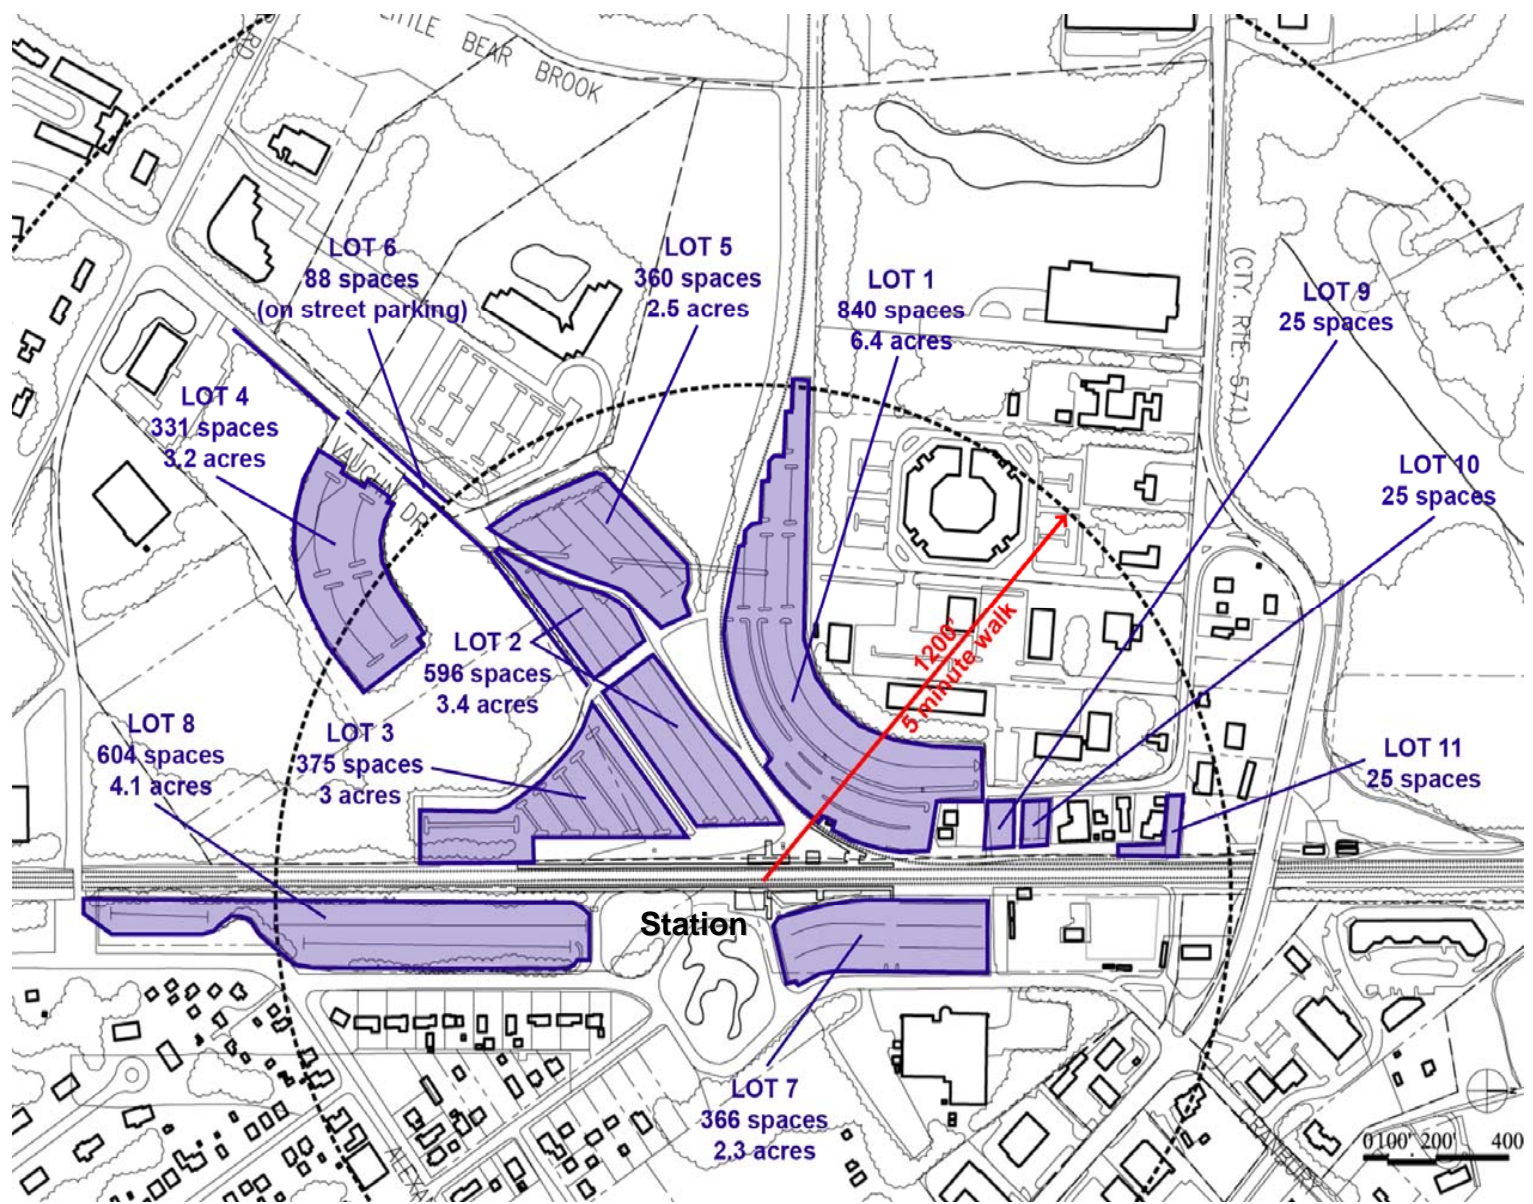 LITTLE BEAR BROOK
RD
LOT 6
88 spaces
(on street parking)
LOT 5
360 spaces
2.5 acres
LOT 1
840 spaces
6.4 acres
(CTY. RTE. 571)
LOT 9
25 spaces
LOT 4
331 spaces
3.2 acres
VAUGHN DR
LOT 10
25 spaces
1200'
5 minute walk
LOT 2
596 spaces
3.4 acres
LOT 8
604 spaces
4.1 acres
LOT 3
375 spaces
3 acres
LOT 11
25 spaces
Station
LOT 7
366 spaces
2.3 acres
0 100' 200' 400